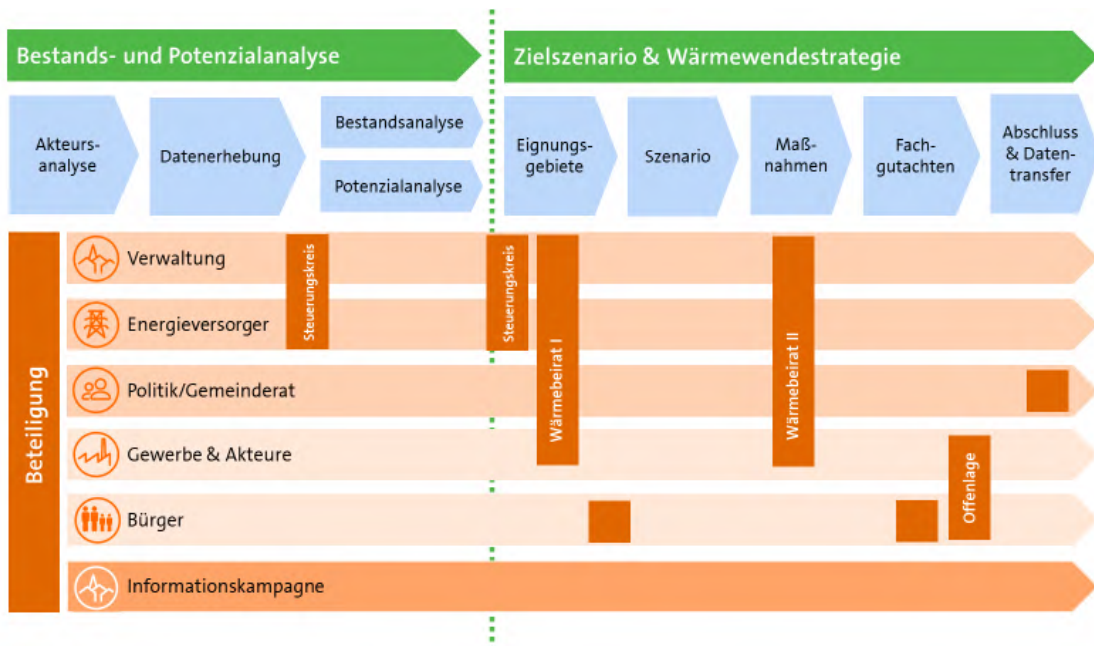 Bestands- und Potenzialanalyse
Zielszenario & Wärmewendestrategie
Akteurs-
analyse
Datenerhebung
Bestandsanalyse
Potenzialanalyse
Eignungs-
gebiete
Szenario
Maß-
nahmen
Fach-
gutachten
Abschluss
& Daten-
transfer
Beteiligung
Verwaltung
Energieversorger
Politik/Gemeinderat
Gewerbe & Akteure
Bürger
Informationskampagne
Steuerungskreis
Steuerungskreis
Wärmebeirat I
Wärmebeirat II
Offenlage